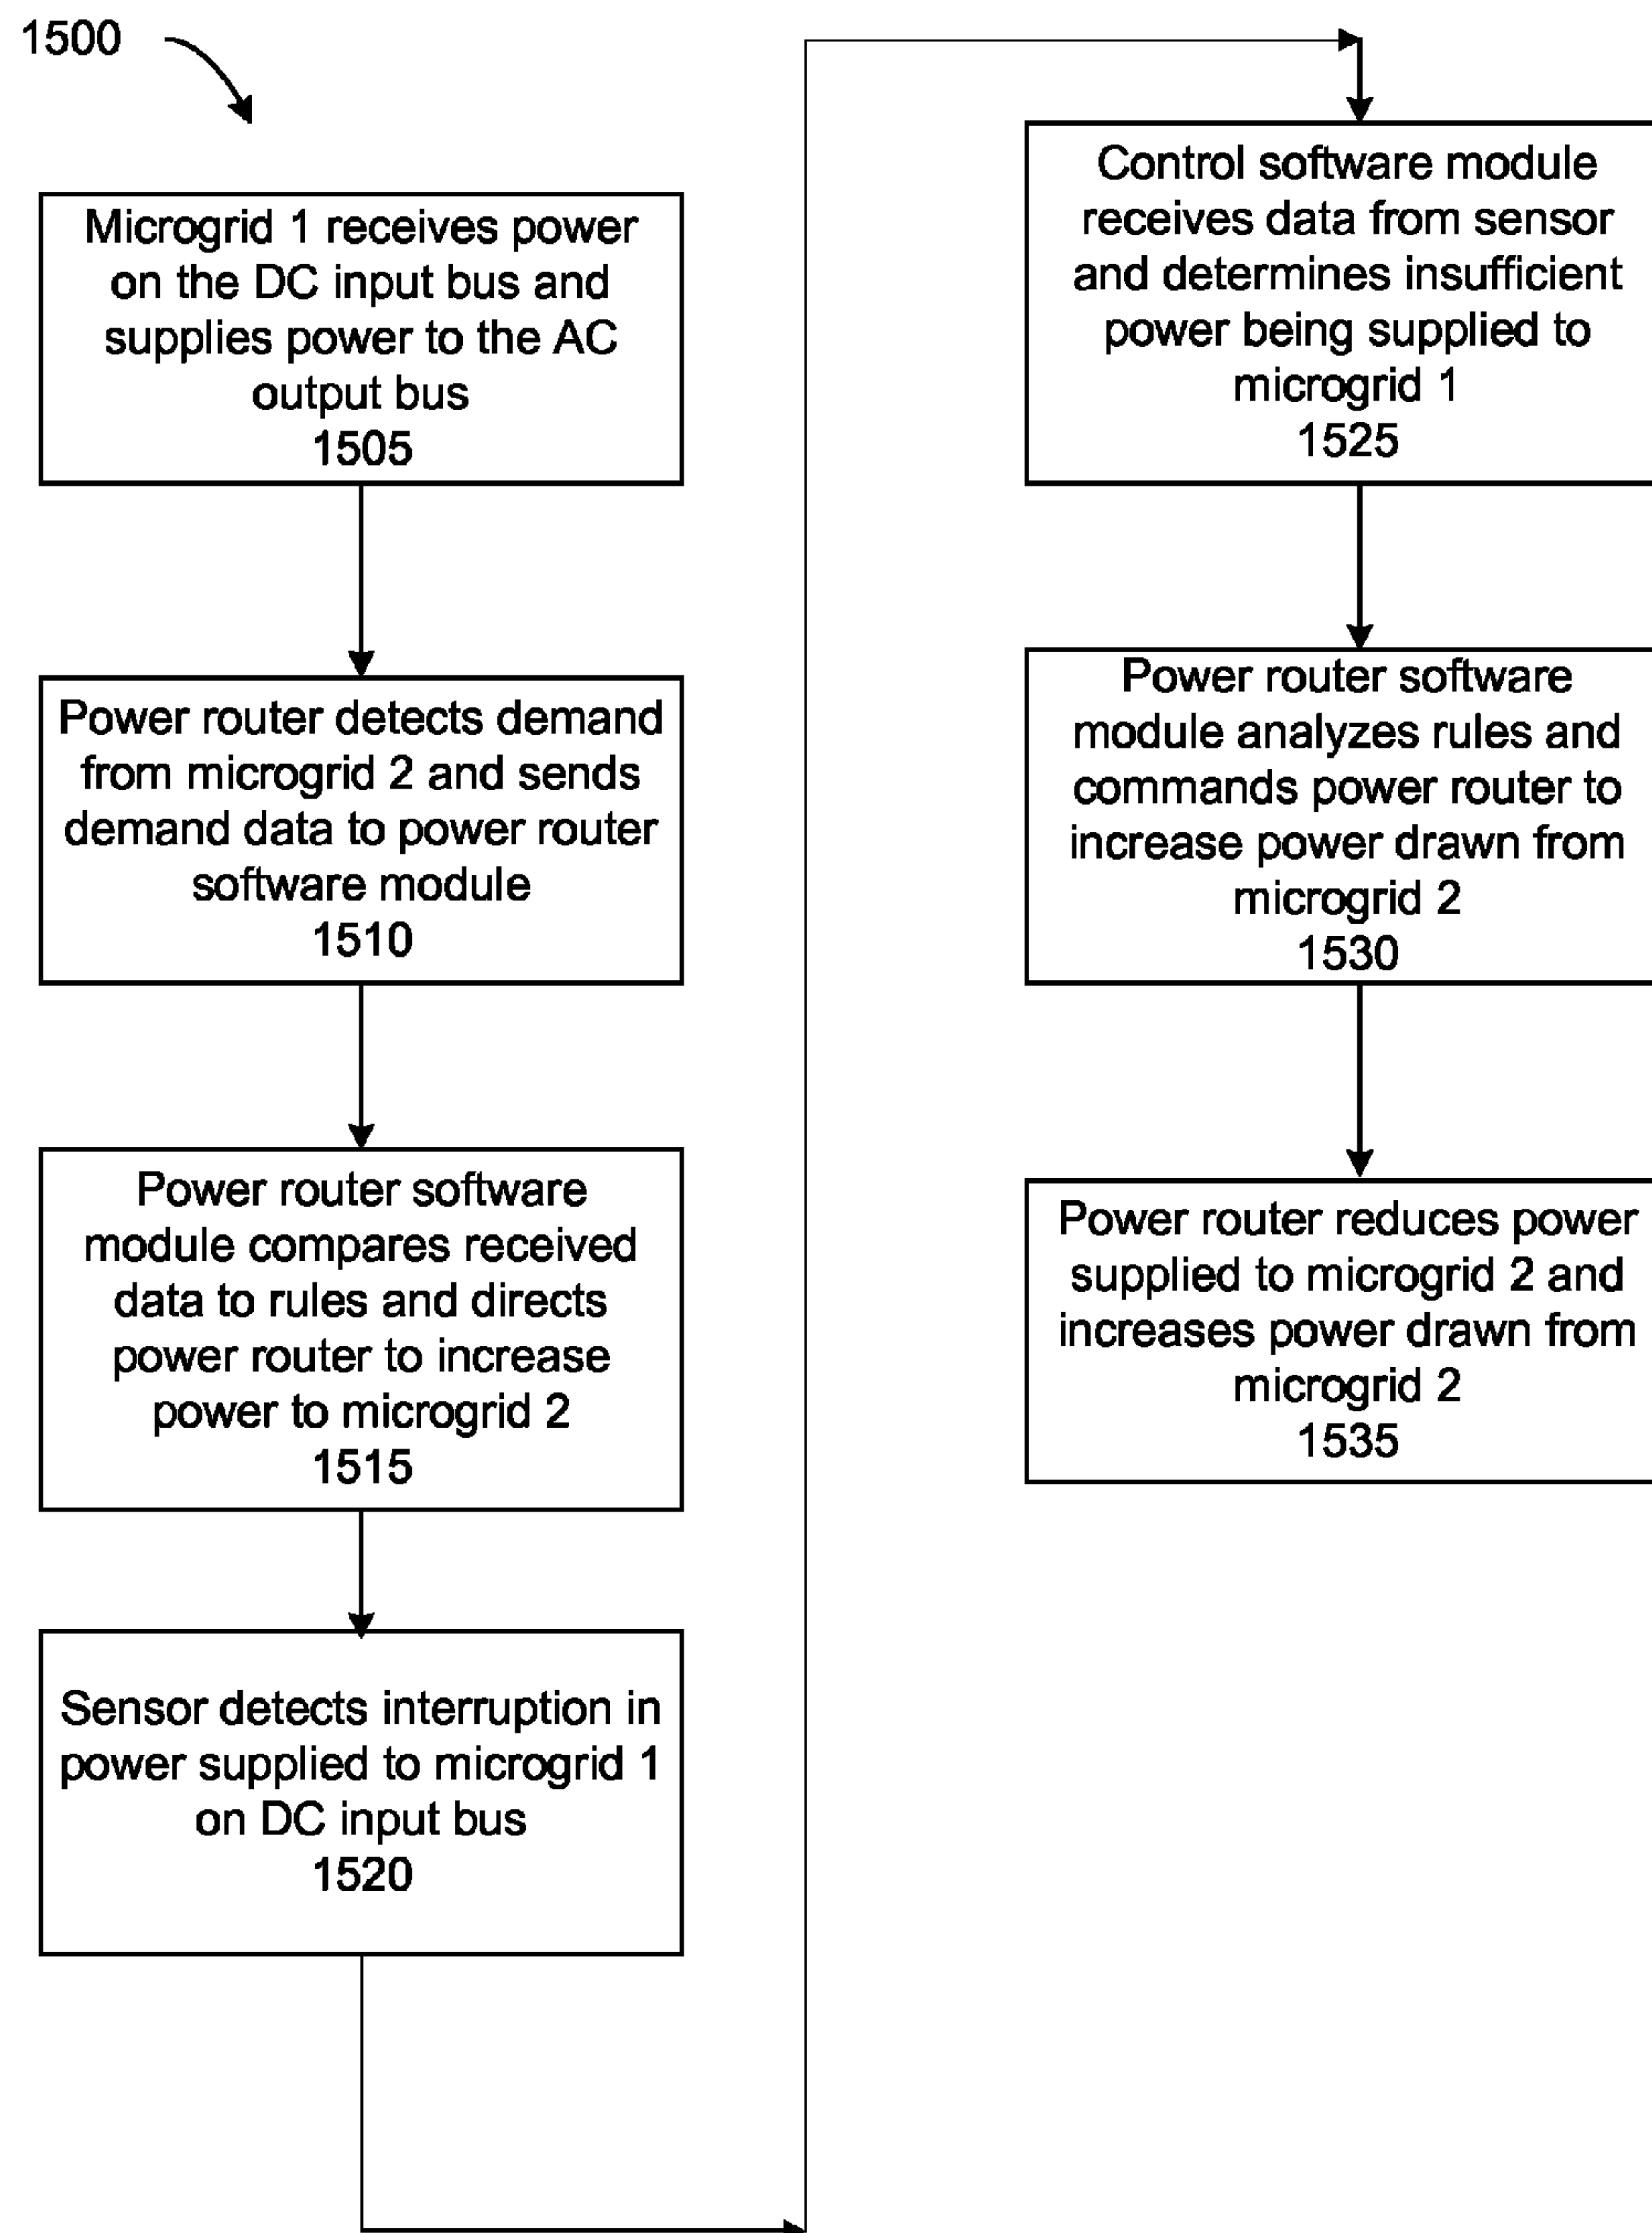 1500
Microgrid 1 receives power
on the DC input bus and
supplies power to the AC
output bus
1505
Power router detects demand
from microgrid 2 and sends
demand data to power router
software module
1510
Power router software
module compares received
data to rules and directs
power router to increase
power to microgrid 2
1515
Sensor detects interruption in
power supplied to microgrid 1
on DC input bus
1520
Control software module
receives data from sensor
and determines insufficient
power being supplied to
microgrid 1
1525
Power router software
module analyzes rules and
commands power router to
increase power drawn from
microgrid 2
1530
Power router reduces power
supplied to microgrid 2 and
increases power drawn from
microgrid 2
1535